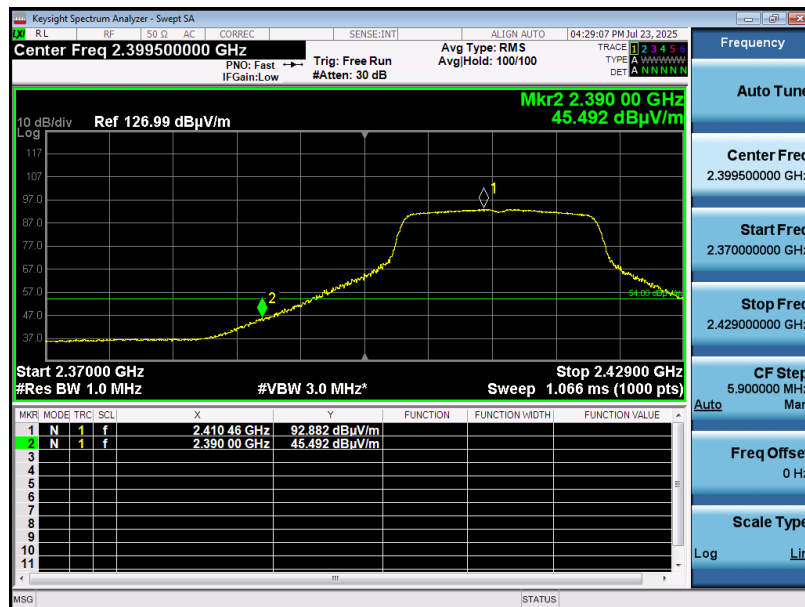 Keysight Spectrum Analyzer - Swept SA
LXI RL RF 50 Ω AC CORREC SENSE:INT ALIGN AUTO 04:29:07 PM Jul 23, 2025
Center Freq 2.399500000 GHz
PNO: Fast
IFGain:Low
Trig: Free Run
#Atten: 30 dB
Avg Type: RMS
Avg|Hold: 100/100
TRACE 1 2 3 4 5 6
TYPE A W W W W W
DET A N N N N N
Mkr2 2.390 00 GHz
45.492 dBµV/m
10 dB/div Ref 126.99 dBµV/m
Log
117
107
97.0
87.0
77.0
67.0
57.0
47.0
37.0
1
2
54.00 dBµV/m
Start 2.37000 GHz Stop 2.42900 GHz
#Res BW 1.0 MHz #VBW 3.0 MHz* Sweep 1.066 ms (1000 pts)
MKR MODE TRC SCL X Y FUNCTION FUNCTION WIDTH FUNCTION VALUE
1 N 1 f 2.410 46 GHz 92.882 dBµV/m
2 N 1 f 2.390 00 GHz 45.492 dBµV/m
3
4
5
6
7
8
9
10
11
MSG STATUS
Frequency
Auto Tune
Center Freq
2.399500000 GHz
Start Freq
2.370000000 GHz
Stop Freq
2.429000000 GHz
CF Step
5.900000 MHz
Auto Man
Freq Offset
0 Hz
Scale Type
Log Lin